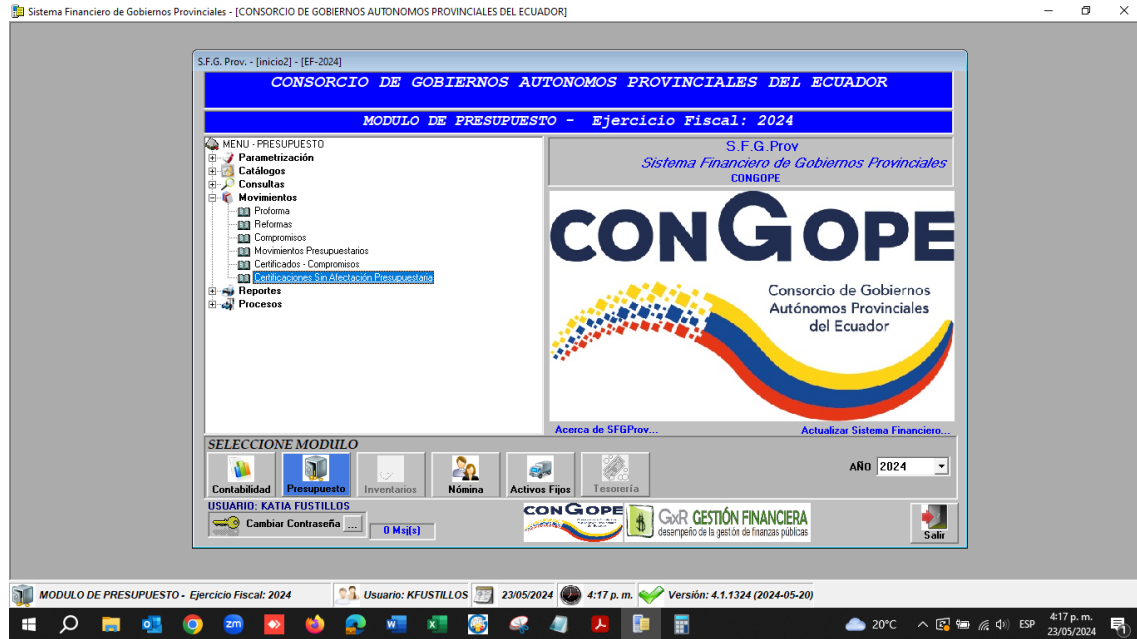 Sistema Financiero de Gobiernos Provinciales - [CONSORCIO DE GOBIERNOS AUTONOMOS PROVINCIALES DEL ECUADOR]
S.F.G. Prov. - [inicio2] - [EF-2024]
CONSORCIO DE GOBIERNOS AUTONOMOS PROVINCIALES DEL ECUADOR
MODULO DE PRESUPUESTO - Ejercicio Fiscal: 2024
MENU - PRESUPUESTO
Parametrización
Catálogos
Consultas
Movimientos
Proforma
Reformas
Compromisos
Movimientos Presupuestarios
Certificados - Compromisos
Certificaciones Sin Afectación Presupuestaria
Reportes
Procesos
S.F.G.Prov
Sistema Financiero de Gobiernos Provinciales
CONGOPE
CONGOPE
Consorcio de Gobiernos
Autónomos Provinciales
del Ecuador
Acerca de SFGProv...
Actualizar Sistema Financiero...
SELECCIONE MODULO
Contabilidad
Presupuesto
Inventarios
Nómina
Activos Fijos
Tesorería
AÑO 2024
USUARIO: KATIA FUSTILLOS
Cambiar Contraseña ...
0 Msj(s)
CONGOPE
GxR GESTIÓN FINANCIERA
desempeño de la gestión de finanzas públicas
Salir
MODULO DE PRESUPUESTO - Ejercicio Fiscal: 2024
Usuario: KFUSTILLOS
23/05/2024
4:17 p. m.
Versión: 4.1.1324 (2024-05-20)
zm
20°C
ESP
4:17 p. m.
23/05/2024
1